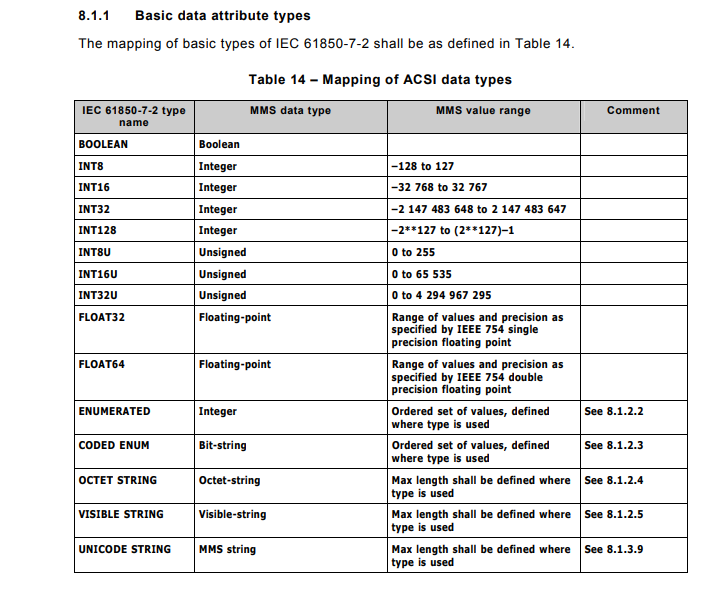 8.1.1 Basic data attribute types
The mapping of basic types of IEC 61850-7-2 shall be as defined in Table 14.
Table 14 – Mapping of ACSI data types
IEC 61850-7-2 type name | MMS data type | MMS value range | Comment
BOOLEAN | Boolean
INT8 | Integer | –128 to 127
INT16 | Integer | –32 768 to 32 767
INT32 | Integer | –2 147 483 648 to 2 147 483 647
INT128 | Integer | –2**127 to (2**127)–1
INT8U | Unsigned | 0 to 255
INT16U | Unsigned | 0 to 65 535
INT32U | Unsigned | 0 to 4 294 967 295
FLOAT32 | Floating-point | Range of values and precision as
specified by IEEE 754 single
precision floating point
FLOAT64 | Floating-point | Range of values and precision as
specified by IEEE 754 double
precision floating point
ENUMERATED | Integer | Ordered set of values, defined | See 8.1.2.2
where type is used
CODED ENUM | Bit-string | Ordered set of values, defined | See 8.1.2.3
where type is used
OCTET STRING | Octet-string | Max length shall be defined where | See 8.1.2.4
type is used
VISIBLE STRING | Visible-string | Max length shall be defined where | See 8.1.2.5
type is used
UNICODE STRING | MMS string | Max length shall be defined where | See 8.1.3.9
type is used